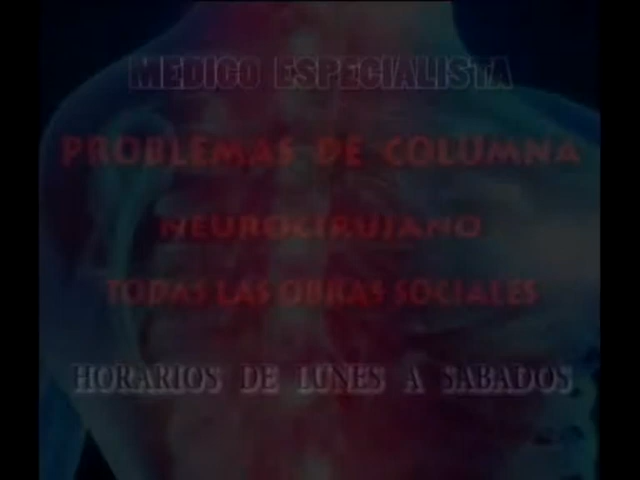 MEDICO ESPECIALISTA
PROBLEMAS DE COLUMNA
NEUROCIRUJANO
TODAS LAS OBRAS SOCIALES
HORARIOS DE LUNES A SABADOS